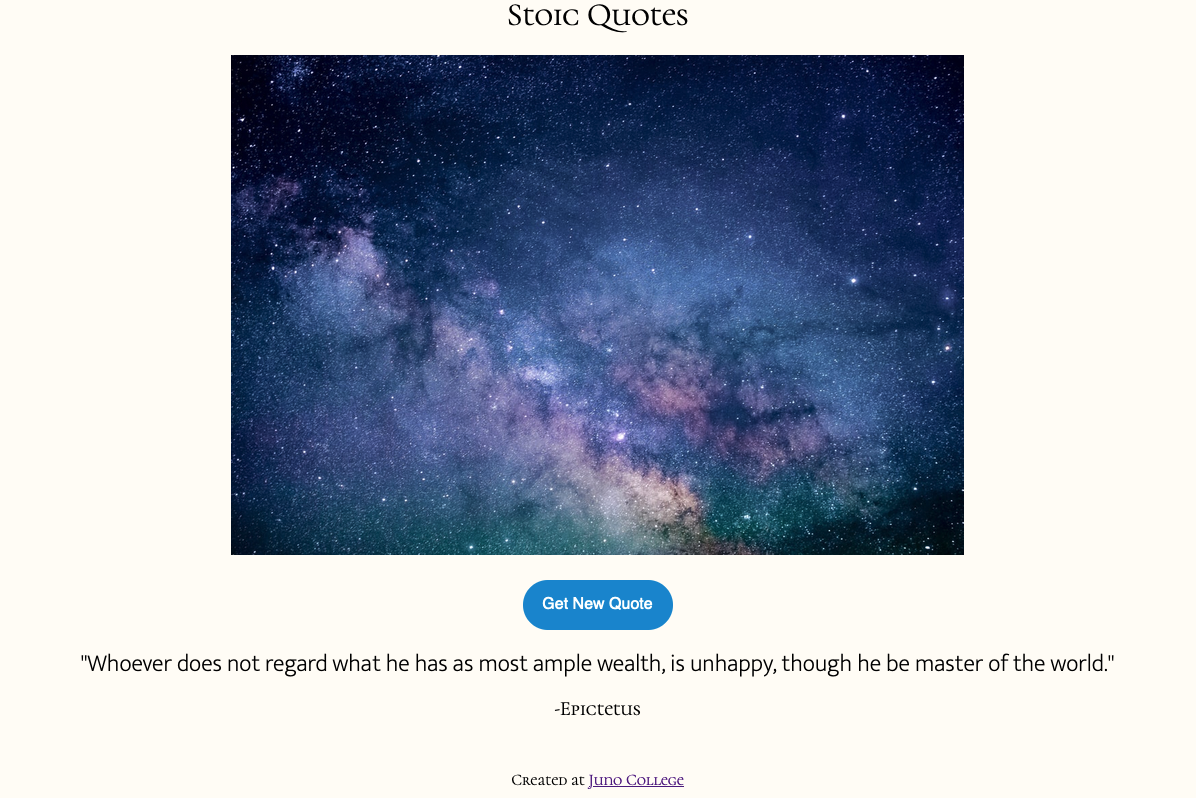 Stoic Quotes
Get New Quote
"Whoever does not regard what he has as most ample wealth, is unhappy, though he be master of the world."
-Epictetus
Created at Juno College